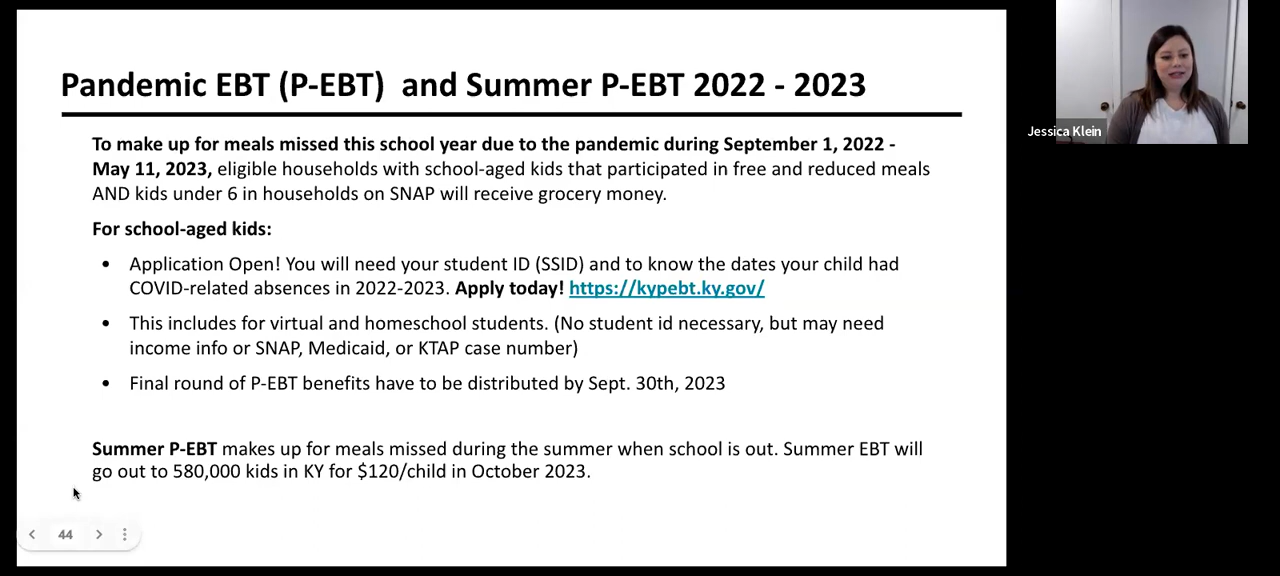 Pandemic EBT (P-EBT)  and Summer P-EBT 2022 - 2023
Jessica Klein
To make up for meals missed this school year due to the pandemic during September 1, 2022 -
May 11, 2023, eligible households with school-aged kids that participated in free and reduced meals
AND kids under 6 in households on SNAP will receive grocery money.
For school-aged kids:
• Application Open! You will need your student ID (SSID) and to know the dates your child had
COVID-related absences in 2022-2023. Apply today! https://kypebt.ky.gov/
• This includes for virtual and homeschool students. (No student id necessary, but may need
income info or SNAP, Medicaid, or KTAP case number)
• Final round of P-EBT benefits have to be distributed by Sept. 30th, 2023
Summer P-EBT makes up for meals missed during the summer when school is out. Summer EBT will
go out to 580,000 kids in KY for $120/child in October 2023.
44